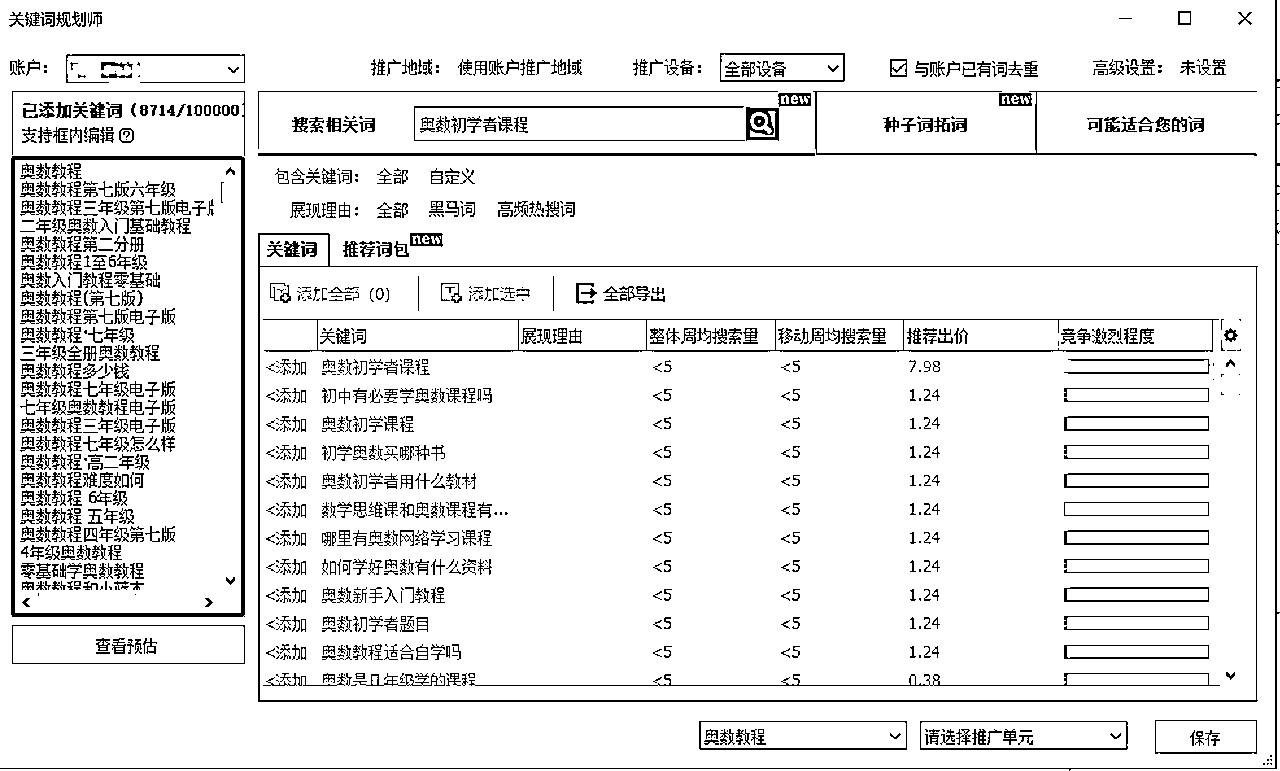 关键词规划师
账户： 推广地域： 使用账户推广地域 推广设备： 全部设备 与账户已有词去重 高级设置： 未设置
已添加关键词（8714/100000）
支持框内编辑
搜索相关词 奥数初学者课程 new 种子词拓词 new 可能适合您的词
包含关键词： 全部 自定义
展现理由： 全部 黑马词 高频热搜词
关键词 推荐词包 new
添加全部（0） 添加选中 全部导出
关键词 展现理由 整体周均搜索量 移动周均搜索量 推荐出价 竞争激烈程度
<添加 奥数初学者课程 <5 <5 7.98
<添加 初中有必要学奥数课程吗 <5 <5 1.24
<添加 奥数初学课程 <5 <5 1.24
<添加 初学奥数买哪种书 <5 <5 1.24
<添加 奥数初学者用什么教材 <5 <5 1.24
<添加 数学思维课和奥数课程有... <5 <5 1.24
<添加 哪里有奥数网络学习课程 <5 <5 1.24
<添加 如何学好奥数有什么资料 <5 <5 1.24
<添加 奥数新手入门教程 <5 <5 1.24
<添加 奥数初学者题目 <5 <5 1.24
<添加 奥数教程适合自学吗 <5 <5 1.24
<添加 奥数是几年级学的课程 <5 <5 0.38
奥数教程
奥数教程第七版六年级
奥数教程三年级第七版电子版
二年级奥数入门基础教程
奥数教程第二分册
奥数教程1至6年级
奥数入门教程零基础
奥数教程(第七版)
奥数教程第七版电子版
奥数教程·七年级
三年级全册奥数教程
奥数教程多少钱
奥数教程七年级电子版
七年级奥数教程电子版
奥数教程三年级电子版
奥数教程七年级怎么样
奥数教程·高二年级
奥数教程难度如何
奥数教程 6年级
奥数教程 五年级
奥数教程四年级第七版
4年级奥数教程
零基础学奥数教程
奥数教程和小蓝本
查看预估
奥数教程 请选择推广单元 保存